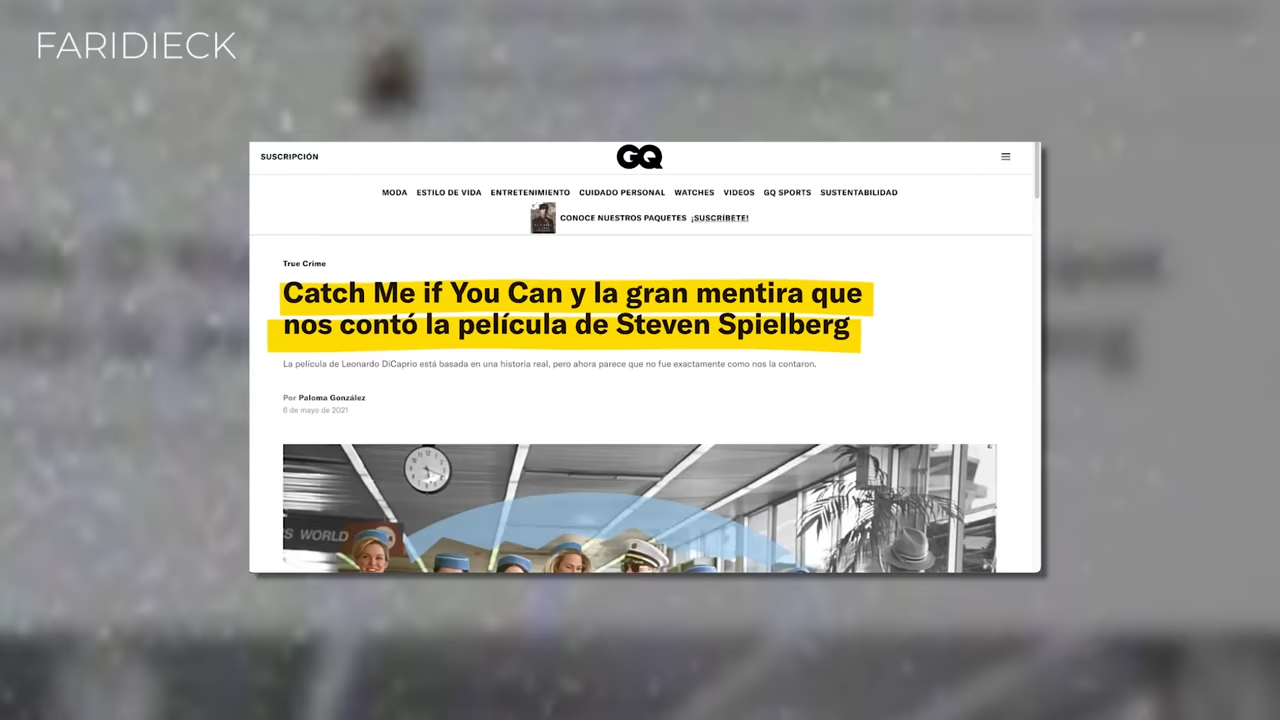 FARIDIECK
SUSCRIPCIÓN
GQ
MODA ESTILO DE VIDA ENTRETENIMIENTO CUIDADO PERSONAL WATCHES VIDEOS GQ SPORTS SUSTENTABILIDAD
CONOCE NUESTROS PAQUETES ¡SUSCRÍBETE!
True Crime
Catch Me if You Can y la gran mentira que
nos contó la película de Steven Spielberg
La película de Leonardo DiCaprio está basada en una historia real, pero ahora parece que no fue exactamente como nos la contaron.
Por Paloma González
6 de mayo de 2021
WORLD